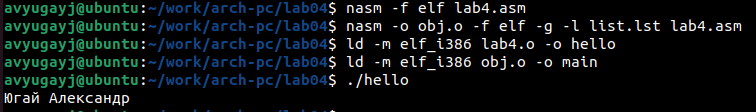 avyugayj@ubuntu:~/work/arch-pc/lab04$ nasm -f elf lab4.asm
avyugayj@ubuntu:~/work/arch-pc/lab04$ nasm -o obj.o -f elf -g -l list.lst lab4.asm
avyugayj@ubuntu:~/work/arch-pc/lab04$ ld -m elf_i386 lab4.o -o hello
avyugayj@ubuntu:~/work/arch-pc/lab04$ ld -m elf_i386 obj.o -o main
avyugayj@ubuntu:~/work/arch-pc/lab04$ ./hello
Югай Александр